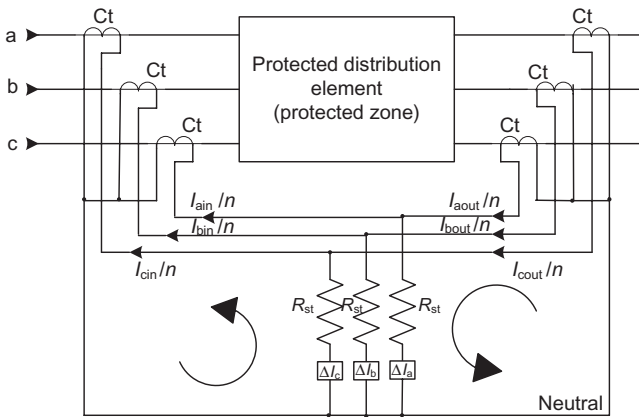 Ct
Ct
a
Ct
Ct
b
Protected distribution
element
(protected zone)
Ct
Ct
c
I_ain/n
I_aout/n
I_bin/n
I_bout/n
I_cin/n
I_cout/n
R_st
R_st
R_st
ΔI_c
ΔI_b
ΔI_a
Neutral